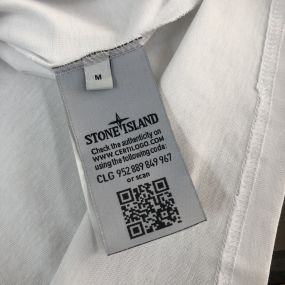 M
STONE ISLAND
Check the authenticity on
WWW.CERTILOGO.COM
using the following code:
CLG 952 889 849 967
or scan